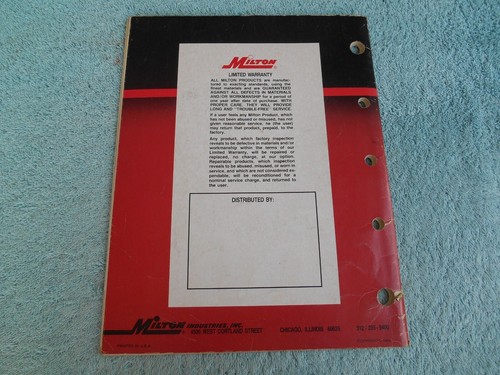 MILTON
LIMITED WARRANTY
ALL MILTON PRODUCTS are manufac-
tured to exacting standards, using the
finest materials and are GUARANTEED
AGAINST ALL DEFECTS IN MATERIALS
AND/OR WORKMANSHIP for a period of
one year after date of purchase. WITH
PROPER CARE, THEY WILL PROVIDE
LONG AND "TROUBLE-FREE" SERVICE.
If a user feels any Milton Product, which
has not been abused or misused, has not
given reasonable service, he (the user)
may return that product, prepaid, to the
factory.
Any product, which factory inspection
reveals to be defective in materials and/or
workmanship within the terms of our
Limited Warranty, will be repaired or
replaced, no charge, at our option.
Repairable products, which inspection
reveals to be abused, misused, or worn in
service, and which are not considered ex-
pendable, will be reconditioned for a
nominal service charge, and returned to
the user.
DISTRIBUTED BY:
MILTON INDUSTRIES, INC.
4500 WEST CORTLAND STREET CHICAGO, ILLINOIS 60639
PRINTED IN U.S.A.